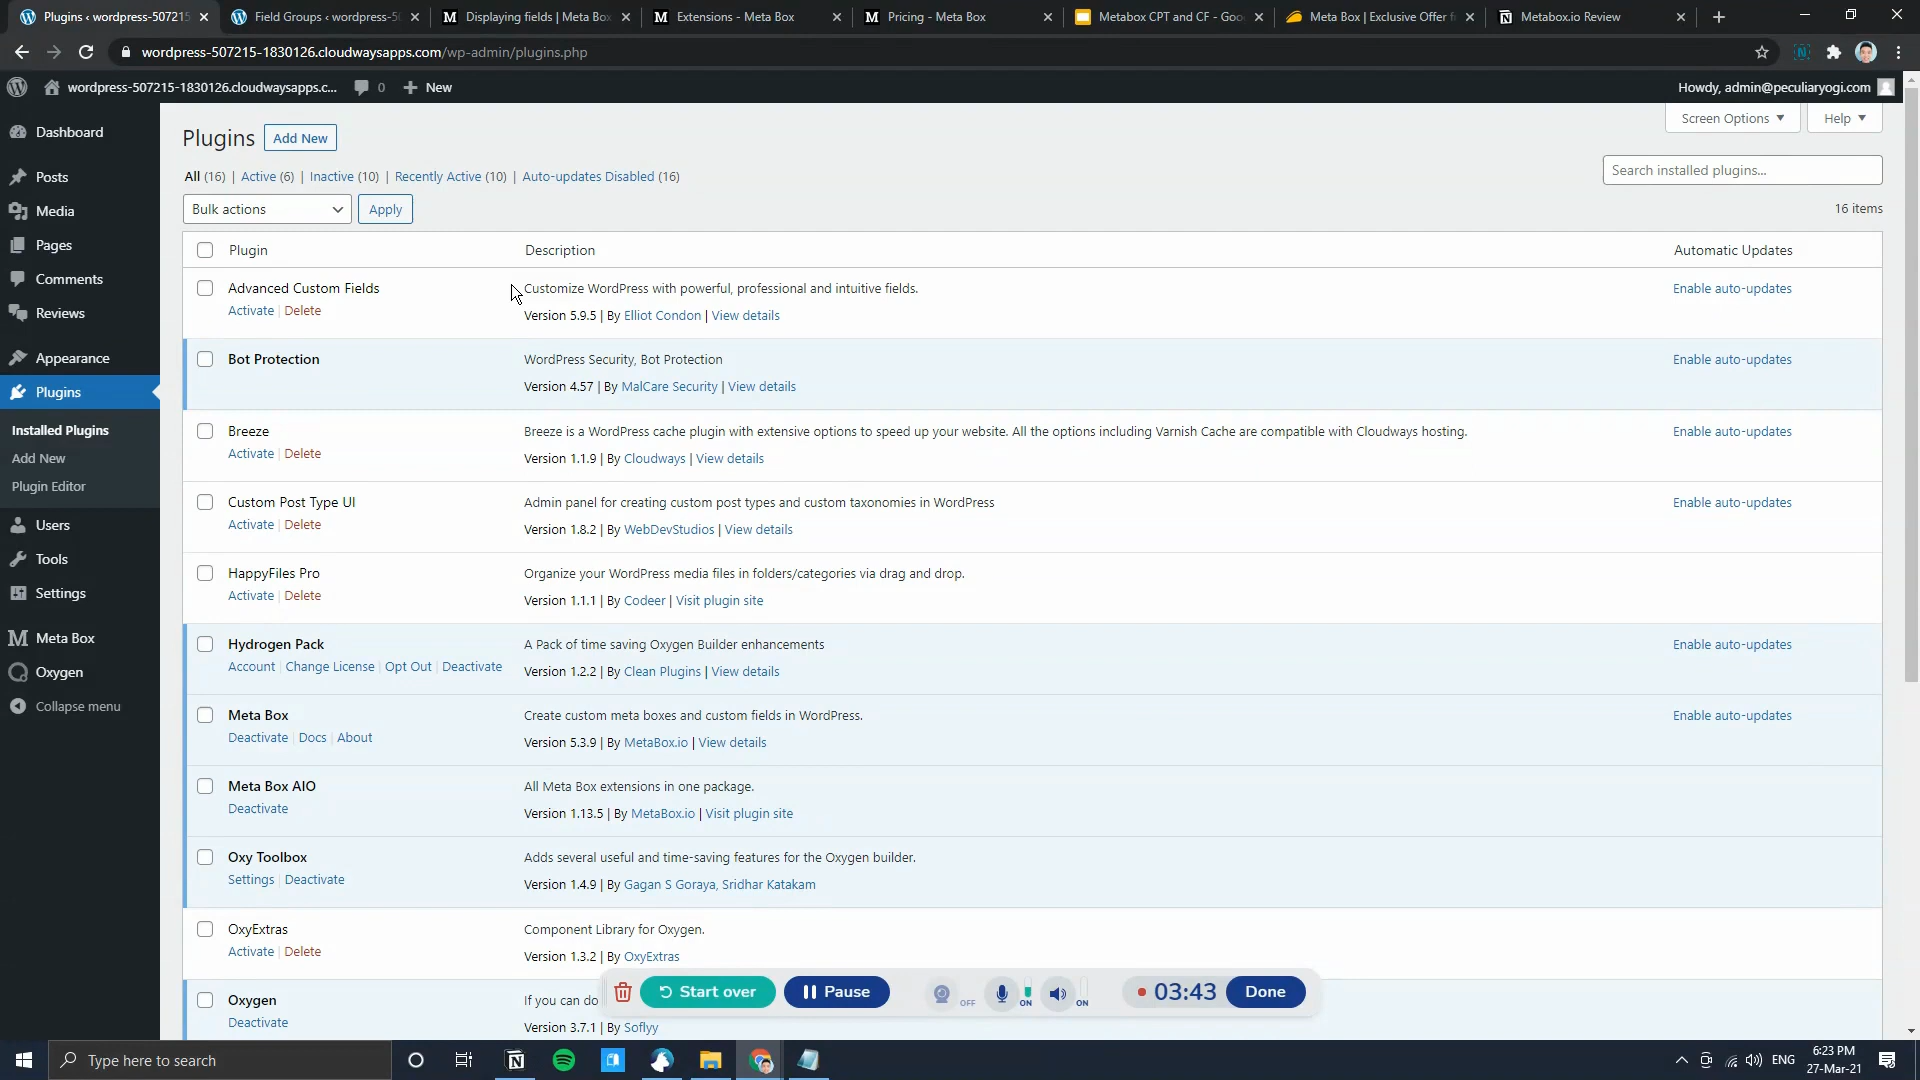 Plugins ‹ wordpress-507215
Field Groups ‹ wordpress-50
Displaying fields | Meta Box
Extensions - Meta Box
Pricing - Meta Box
Metabox CPT and CF - Goo
Meta Box | Exclusive Offer f
Metabox.io Review
wordpress-507215-1830126.cloudwaysapps.com/wp-admin/plugins.php
wordpress-507215-1830126.cloudwaysapps.c...
0
New
Howdy, admin@peculiaryogi.com
Dashboard
Posts
Media
Pages
Comments
Reviews
Appearance
Plugins
Installed Plugins
Add New
Plugin Editor
Users
Tools
Settings
Meta Box
Oxygen
Collapse menu
Screen Options
Help
Plugins
Add New
All (16) | Active (6) | Inactive (10) | Recently Active (10) | Auto-updates Disabled (16)
Search installed plugins...
Bulk actions
Apply
16 items
Plugin
Description
Automatic Updates
Advanced Custom Fields
Activate | Delete
Customize WordPress with powerful, professional and intuitive fields.
Version 5.9.5 | By Elliot Condon | View details
Enable auto-updates
Bot Protection
WordPress Security, Bot Protection
Version 4.57 | By MalCare Security | View details
Enable auto-updates
Breeze
Activate | Delete
Breeze is a WordPress cache plugin with extensive options to speed up your website. All the options including Varnish Cache are compatible with Cloudways hosting.
Version 1.1.9 | By Cloudways | View details
Enable auto-updates
Custom Post Type UI
Activate | Delete
Admin panel for creating custom post types and custom taxonomies in WordPress
Version 1.8.2 | By WebDevStudios | View details
Enable auto-updates
HappyFiles Pro
Activate | Delete
Organize your WordPress media files in folders/categories via drag and drop.
Version 1.1.1 | By Codeer | Visit plugin site
Hydrogen Pack
Account | Change License | Opt Out | Deactivate
A Pack of time saving Oxygen Builder enhancements
Version 1.2.2 | By Clean Plugins | View details
Enable auto-updates
Meta Box
Deactivate | Docs | About
Create custom meta boxes and custom fields in WordPress.
Version 5.3.9 | By MetaBox.io | View details
Enable auto-updates
Meta Box AIO
Deactivate
All Meta Box extensions in one package.
Version 1.13.5 | By MetaBox.io | Visit plugin site
Oxy Toolbox
Settings | Deactivate
Adds several useful and time-saving features for the Oxygen builder.
Version 1.4.9 | By Gagan S Goraya, Sridhar Katakam
OxyExtras
Activate | Delete
Component Library for Oxygen.
Version 1.3.2 | By OxyExtras
Oxygen
Deactivate
If you can do
Version 3.7.1 | By Soflyy
Start over
Pause
OFF
ON
ON
03:43
Done
Type here to search
ENG
6:23 PM
27-Mar-21